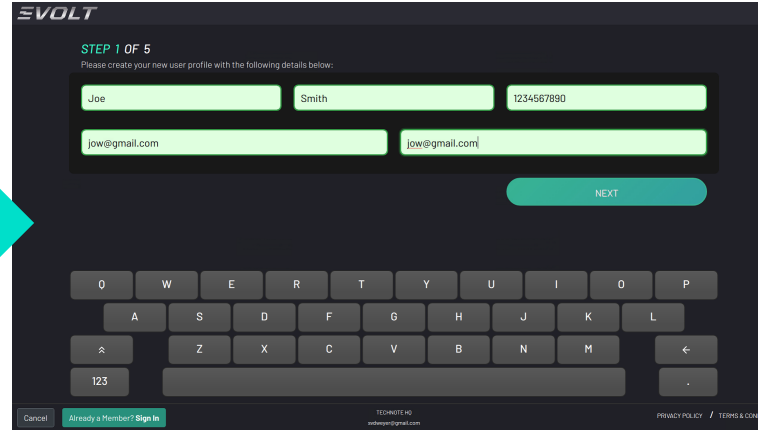 EVOLT
STEP 1 OF 5
Please create your new user profile with the following details below:
Joe Smith 1234567890
jow@gmail.com jow@gmail.com
NEXT
Q W E R T Y U I O P
A S D F G H J K L
Z X C V B N M
123 .
Cancel Already a Member? Sign In TECHNOTE HQ PRIVACY POLICY / TERMS & CON